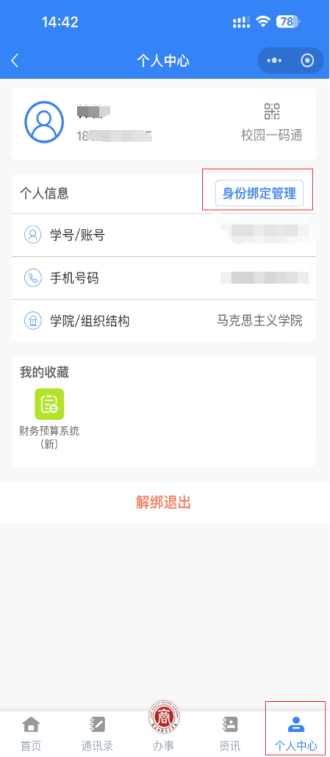 14:42
78
个人中心
校园一码通
个人信息
身份绑定管理
学号/账号
手机号码
学院/组织结构
马克思主义学院
我的收藏
财务预算系统
（新）
解绑退出
商
首页
通讯录
办事
资讯
个人中心